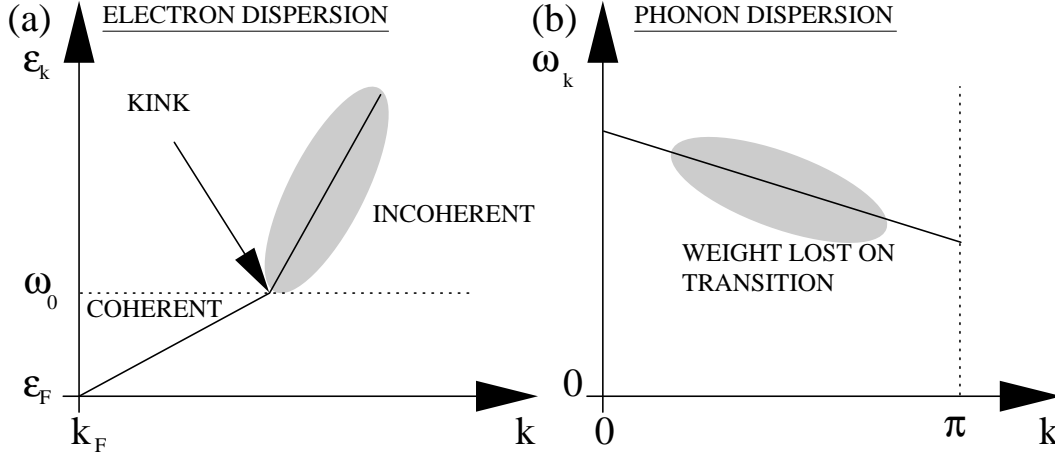 (a) ELECTRON DISPERSION
ε_k
KINK
INCOHERENT
ω_0
COHERENT
ε_F
k_F
k
(b) PHONON DISPERSION
ω_k
WEIGHT LOST ON
TRANSITION
0
0
π
k